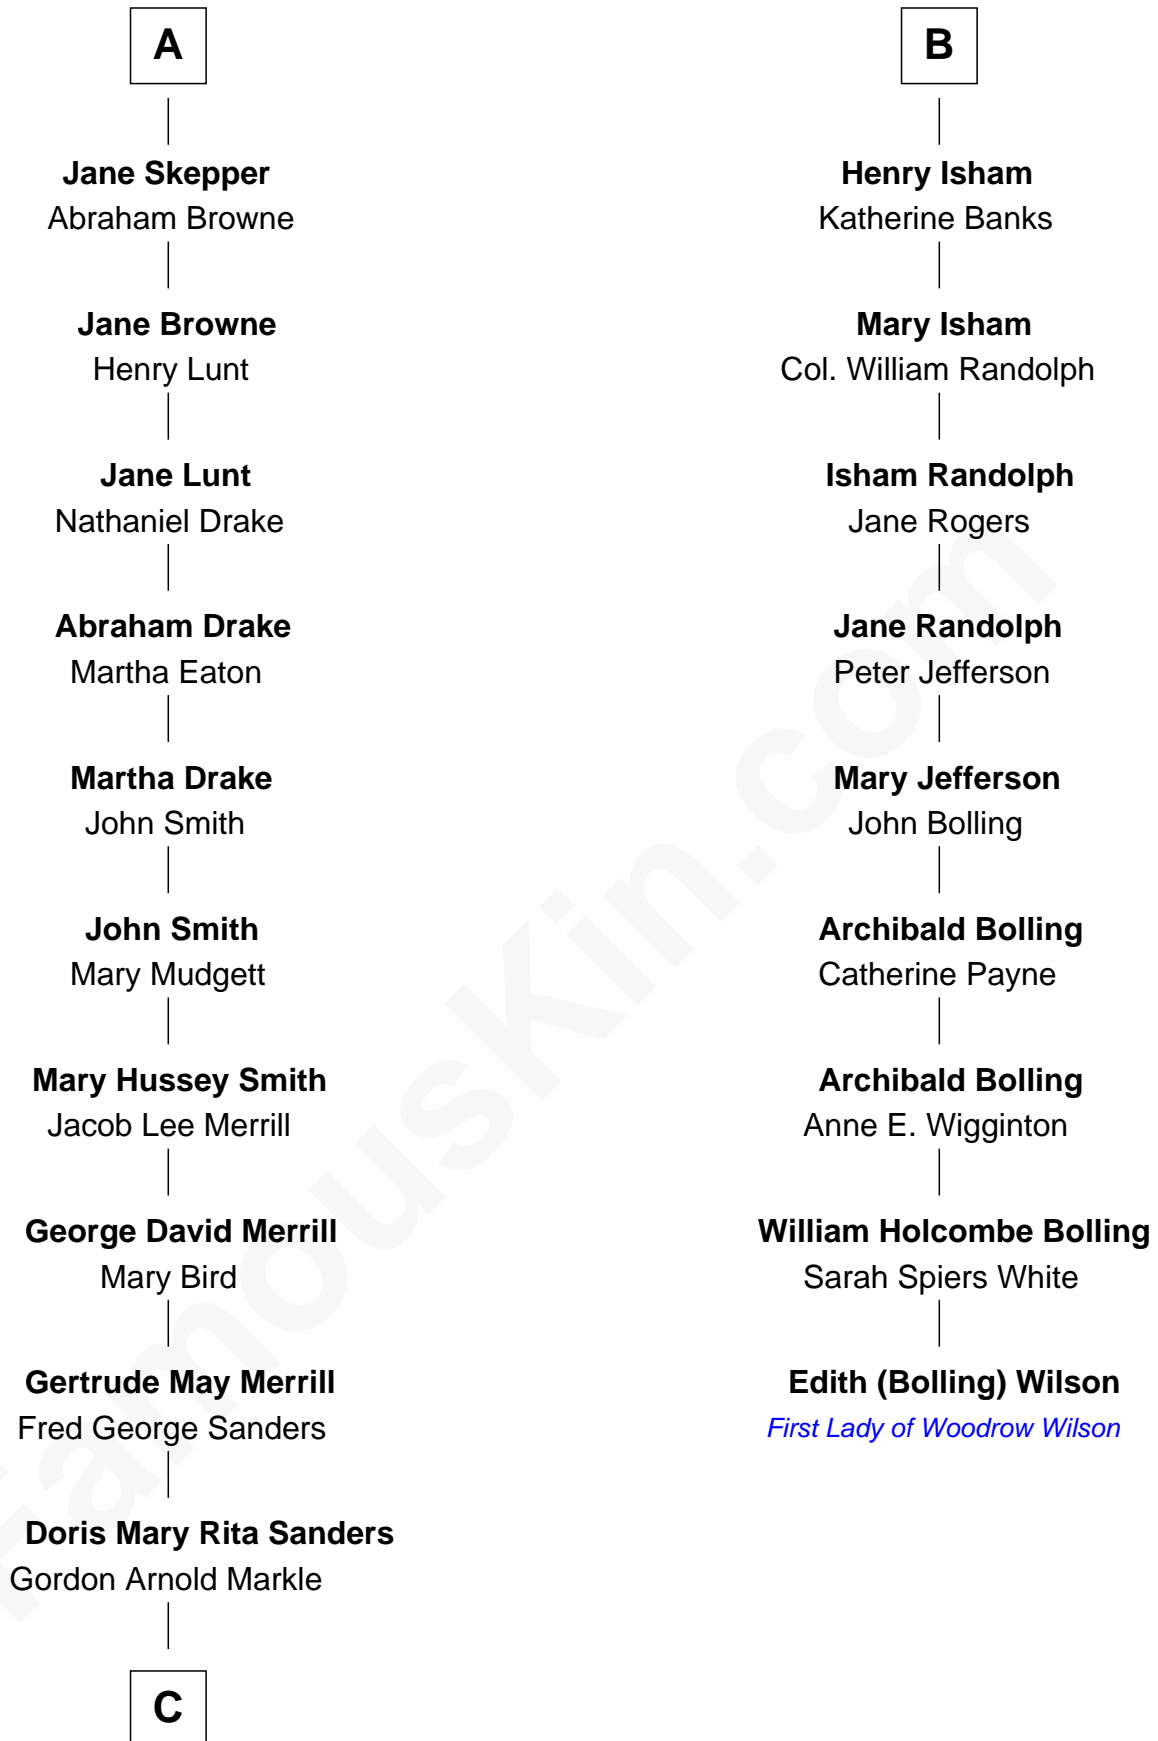 A
Jane Skepper
Abraham Browne
Jane Browne
Henry Lunt
Jane Lunt
Nathaniel Drake
Abraham Drake
Martha Eaton
Martha Drake
John Smith
John Smith
Mary Mudgett
Mary Hussey Smith
Jacob Lee Merrill
George David Merrill
Mary Bird
Gertrude May Merrill
Fred George Sanders
Doris Mary Rita Sanders
Gordon Arnold Markle
C
B
Henry Isham
Katherine Banks
Mary Isham
Col. William Randolph
Isham Randolph
Jane Rogers
Jane Randolph
Peter Jefferson
Mary Jefferson
John Bolling
Archibald Bolling
Catherine Payne
Archibald Bolling
Anne E. Wigginton
William Holcombe Bolling
Sarah Spiers White
Edith (Bolling) Wilson
First Lady of Woodrow Wilson
FamousKin.com